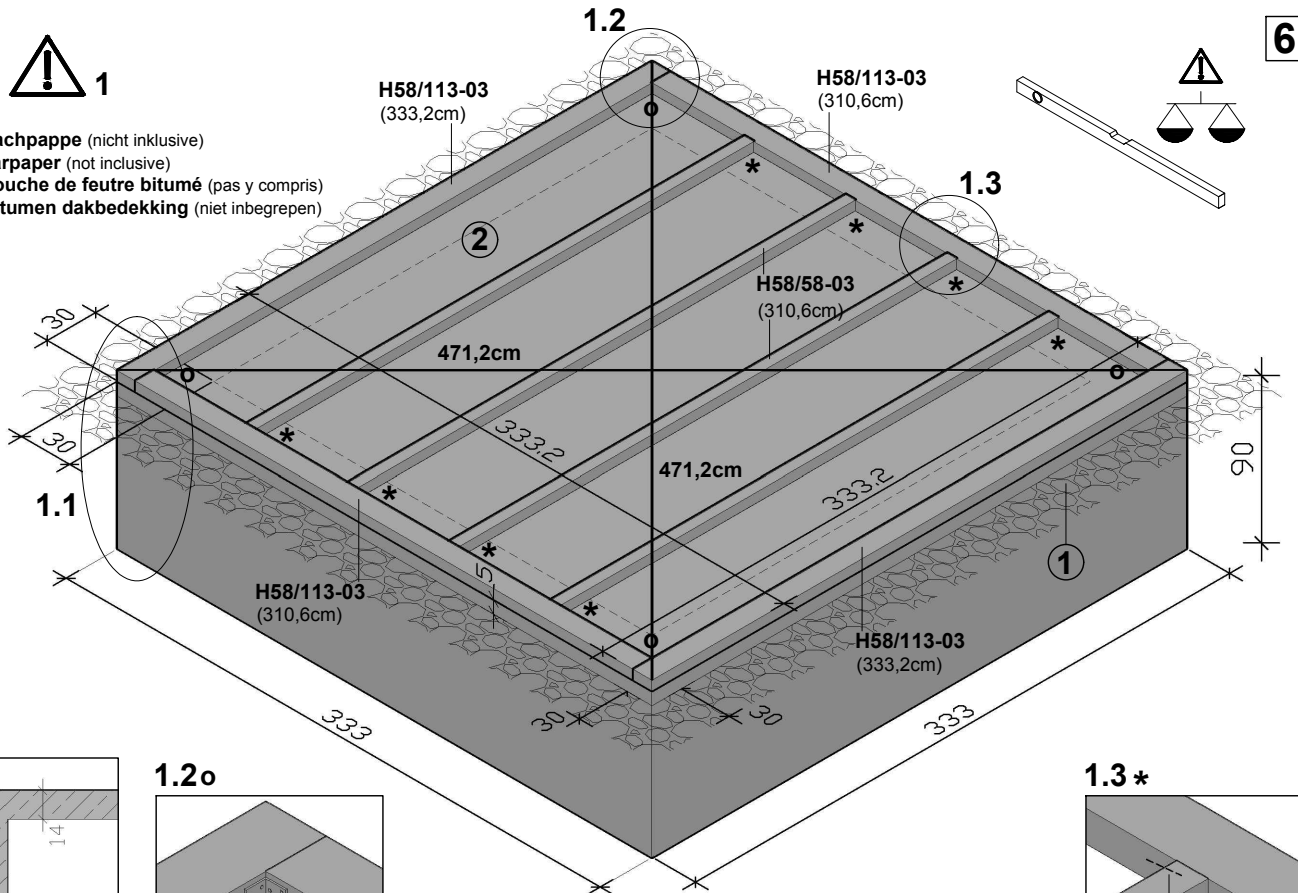 1.2
6
1
H58/113-03
(333,2cm)
H58/113-03
(310,6cm)
achpappe (nicht inklusive)
arpaper (not inclusive)
ouche de feutre bitumé (pas y compris)
tumen dakbedekking (niet inbegrepen)
1.3
2
*
*
H58/58-03
(310,6cm)
*
30
471,2cm
*
o
o
o
333,2
30
*
471,2cm
333,2
90
1.1
*
*
1
5
H58/113-03
(310,6cm)
*
o
H58/113-03
(333,2cm)
30
30
333
333
1.2o
1.3 *
14